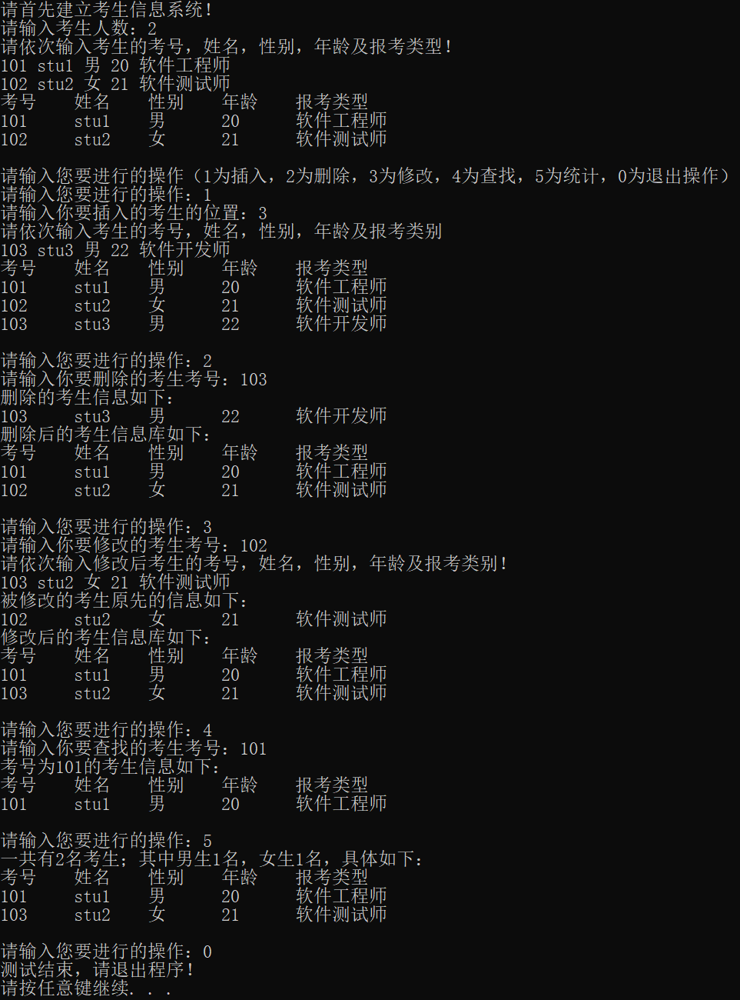 请首先建立考生信息系统！
请输入考生人数：2
请依次输入考生的考号，姓名，性别，年龄及报考类型！
101 stu1 男 20 软件工程师
102 stu2 女 21 软件测试师
考号 姓名 性别 年龄 报考类型
101 stu1 男 20 软件工程师
102 stu2 女 21 软件测试师
请输入您要进行的操作（1为插入，2为删除，3为修改，4为查找，5为统计，0为退出操作）
请输入您要进行的操作：1
请输入你要插入的考生的位置：3
请依次输入考生的考号，姓名，性别，年龄及报考类别
103 stu3 男 22 软件开发师
考号 姓名 性别 年龄 报考类型
101 stu1 男 20 软件工程师
102 stu2 女 21 软件测试师
103 stu3 男 22 软件开发师
请输入您要进行的操作：2
请输入你要删除的考生考号：103
删除的考生信息如下：
103 stu3 男 22 软件开发师
删除后的考生信息库如下：
考号 姓名 性别 年龄 报考类型
101 stu1 男 20 软件工程师
102 stu2 女 21 软件测试师
请输入您要进行的操作：3
请输入你要修改的考生考号：102
请依次输入修改后考生的考号，姓名，性别，年龄及报考类别！
103 stu2 女 21 软件测试师
被修改的考生原先的信息如下：
102 stu2 女 21 软件测试师
修改后的考生信息库如下：
考号 姓名 性别 年龄 报考类型
101 stu1 男 20 软件工程师
103 stu2 女 21 软件测试师
请输入您要进行的操作：4
请输入你要查找的考生考号：101
考号为101的考生信息如下：
考号 姓名 性别 年龄 报考类型
101 stu1 男 20 软件工程师
请输入您要进行的操作：5
一共有2名考生；其中男生1名，女生1名，具体如下：
考号 姓名 性别 年龄 报考类型
101 stu1 男 20 软件工程师
103 stu2 女 21 软件测试师
请输入您要进行的操作：0
测试结束，请退出程序！
请按任意键继续. . .